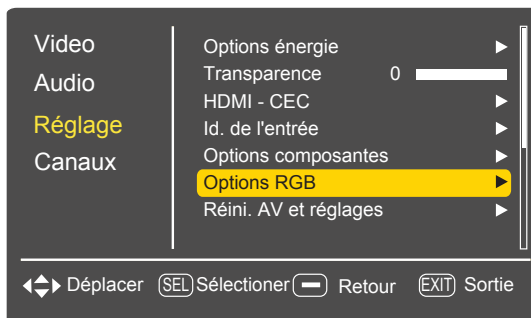 Video
Audio
Réglage
Canaux
Options énergie
Transparence 0
HDMI - CEC
Id. de l'entrée
Options composantes
Options RGB
Réini. AV et réglages
Déplacer SEL Sélectioner Retour EXIT Sortie